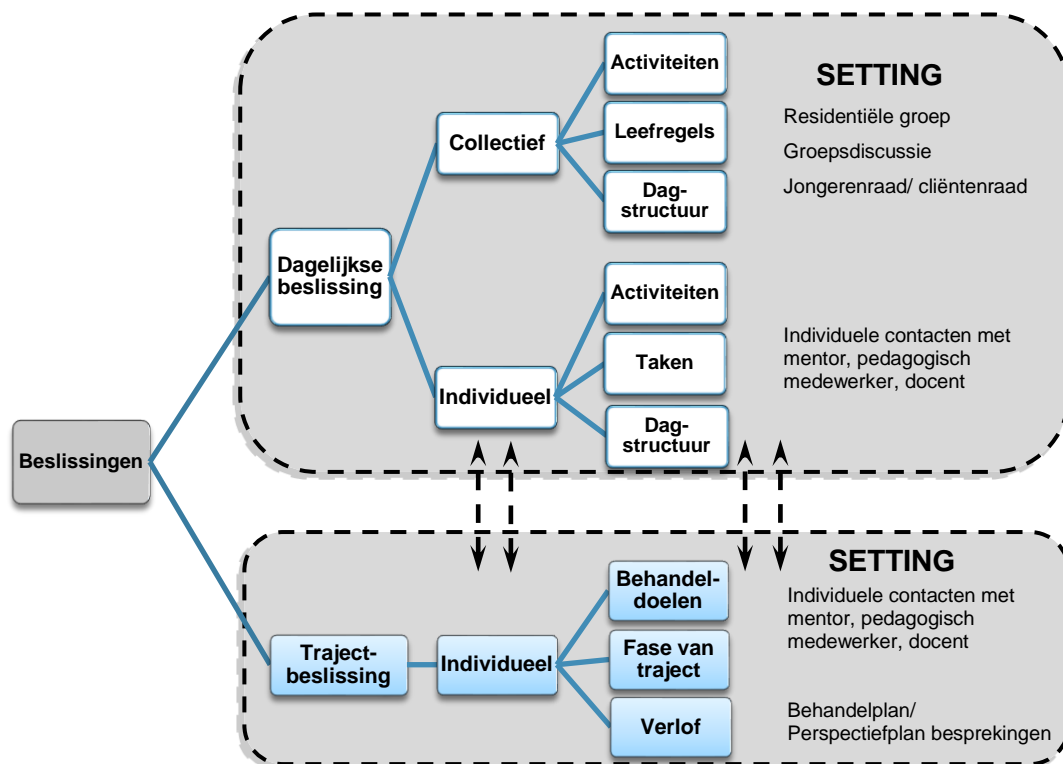 Beslissingen
Dagelijkse
beslissing
Collectief
Activiteiten
Leefregels
Dag-
structuur
Individueel
Activiteiten
Taken
Dag-
structuur
SETTING
Residentiële groep
Groepsdiscussie
Jongerenraad/ cliëntenraad
Individuele contacten met
mentor, pedagogisch
medewerker, docent
Traject-
beslissing
Individueel
Behandel-
doelen
Fase van
traject
Verlof
SETTING
Individuele contacten met
mentor, pedagogisch
medewerker, docent
Behandelplan/
Perspectiefplan besprekingen